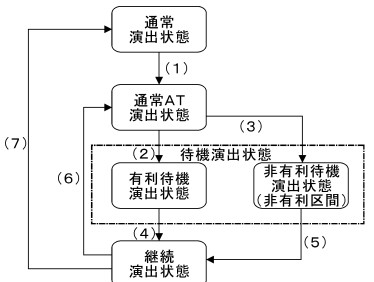 通常
演出状態
(1)
通常AT
演出状態
(7)
(3)
(2)
待機演出状態
(6)
有利待機
演出状態
非有利待機
演出状態
(非有利区間)
(4)
(5)
継続
演出状態